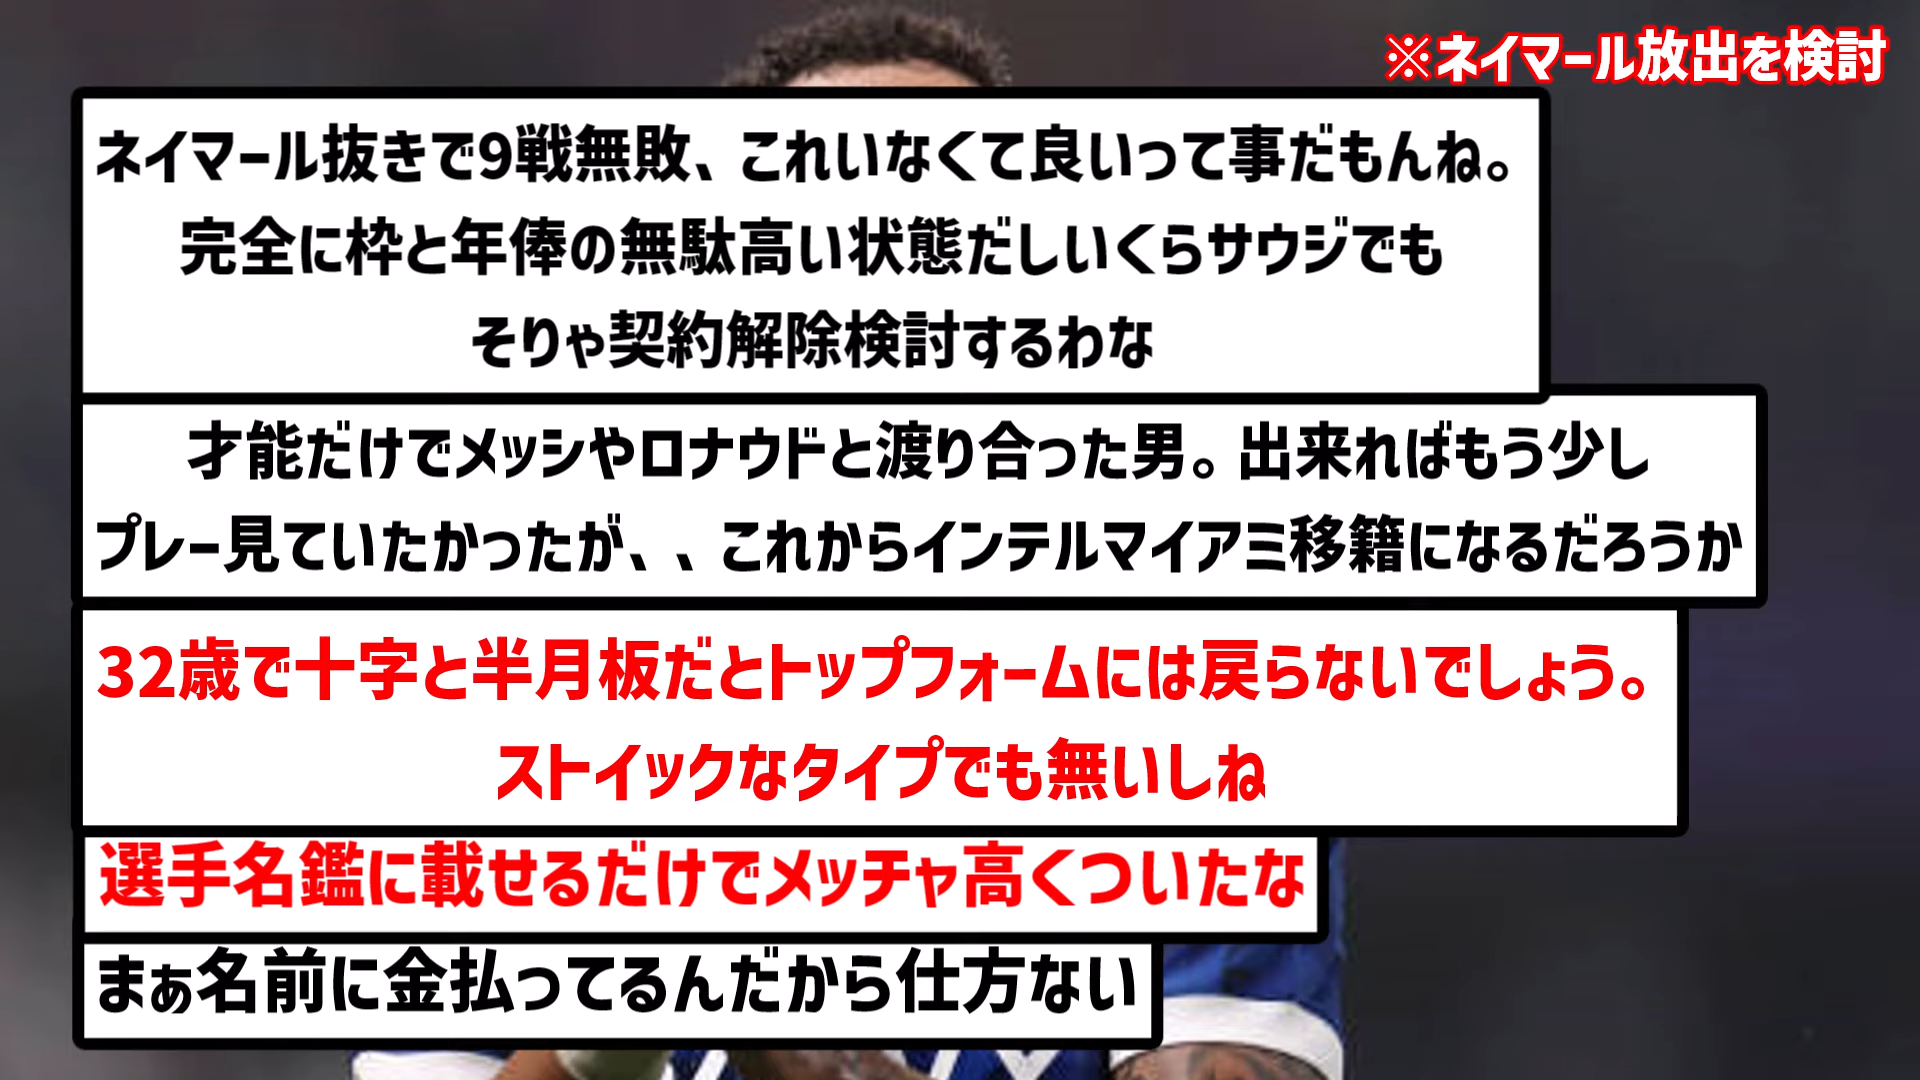 ※ネイマール放出を検討
ネイマール抜きで9戦無敗、これいなくて良いって事だもんね。
完全に枠と年俸の無駄高い状態だしいくらサウジでも
そりゃ契約解除検討するわな
才能だけでメッシやロナウドと渡り合った男。出来ればもう少し
プレー見ていたかったが、、これからインテルマイアミ移籍になるだろうか
32歳で十字と半月板だとトップフォームには戻らないでしょう。
ストイックなタイプでも無いしね
選手名鑑に載せるだけでメッチャ高くついたな
まぁ名前に金払ってるんだから仕方ない